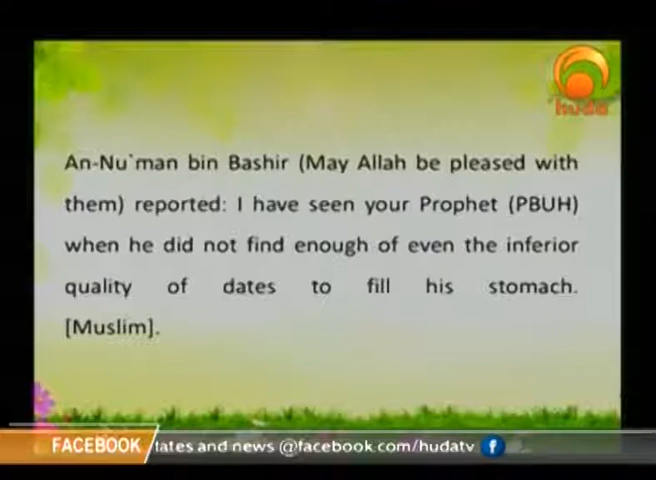 huda
An-Nu`man bin Bashir (May Allah be pleased with
them) reported: I have seen your Prophet (PBUH)
when he did not find enough of even the inferior
quality of dates to fill his stomach.
[Muslim].
FACEBOOK tates and news @facebook.com/hudatv f